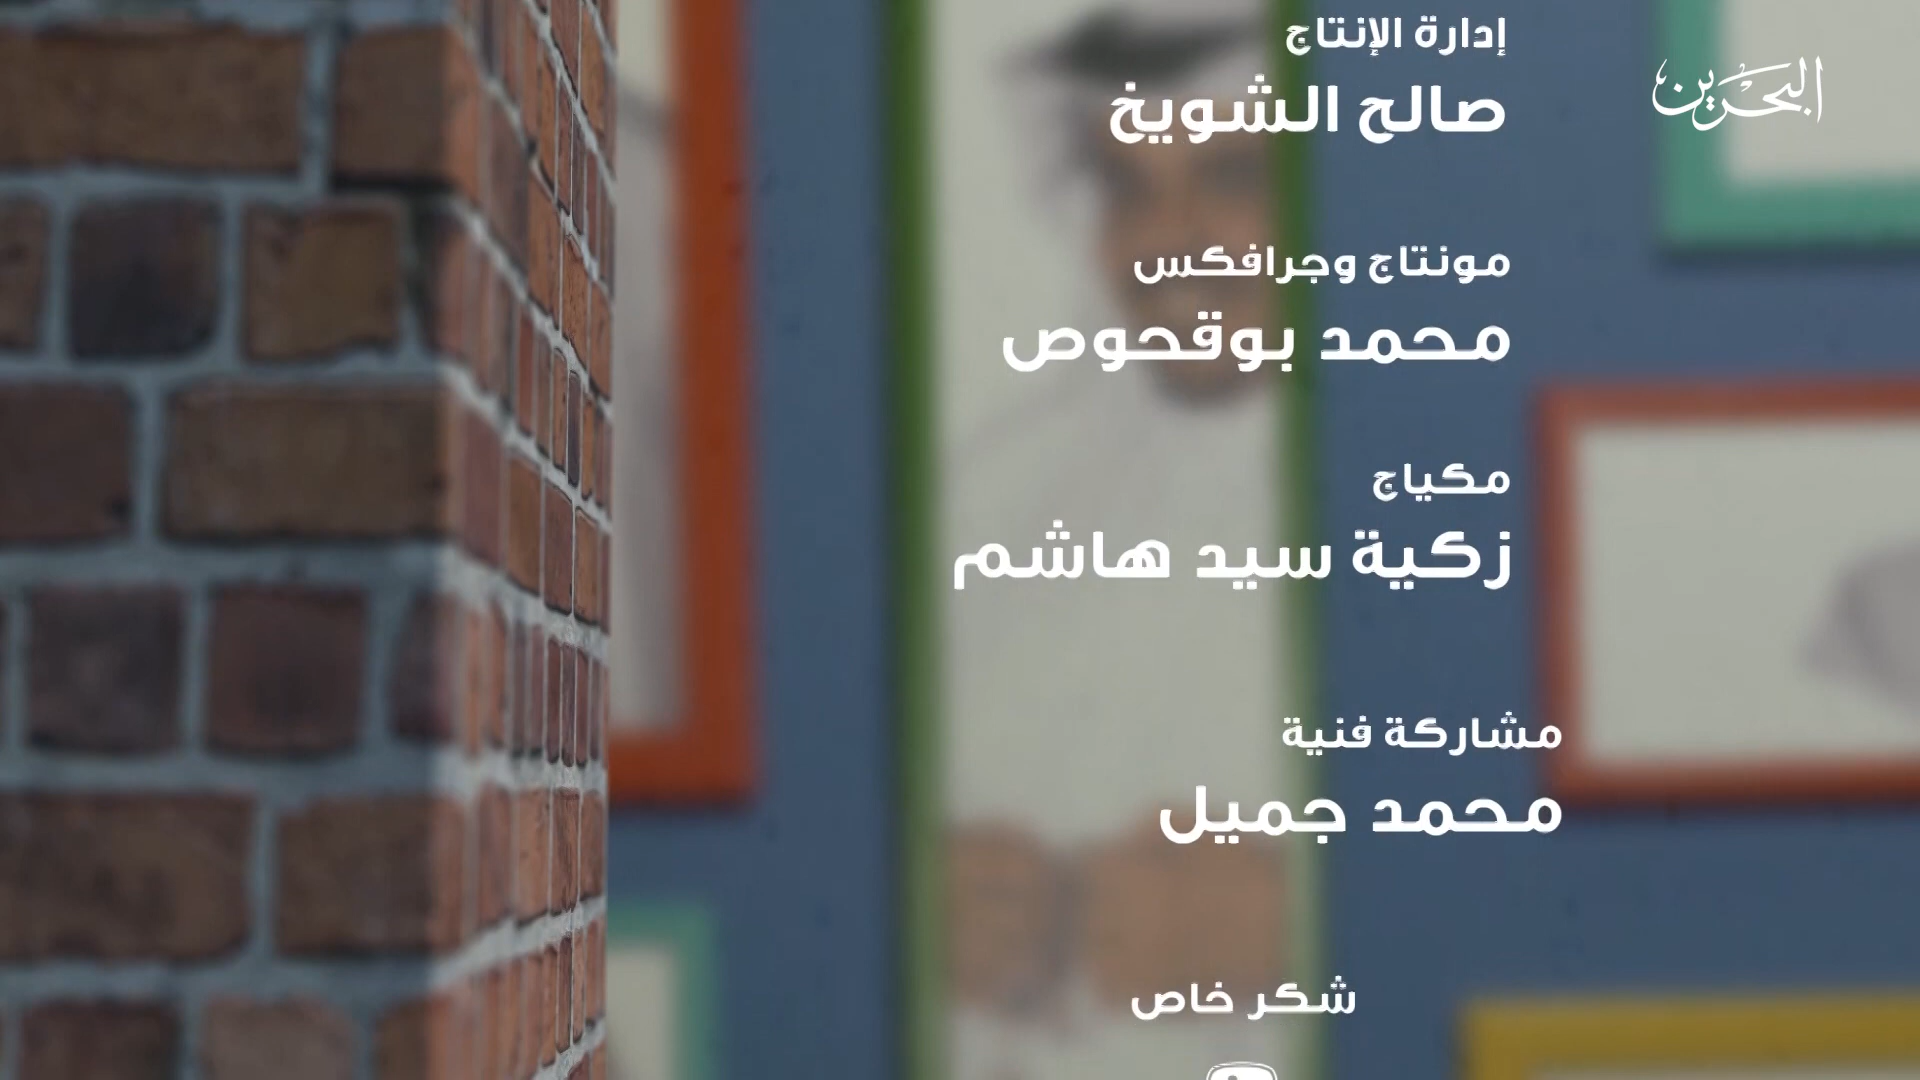 إدارة الإنتاج
البحرين
صالح الشويخ
مونتاج وجرافكس
محمد بوقحوص
مكياج
زكية سيد هاشم
مشاركة فنية
محمد جميل
شكر خاص